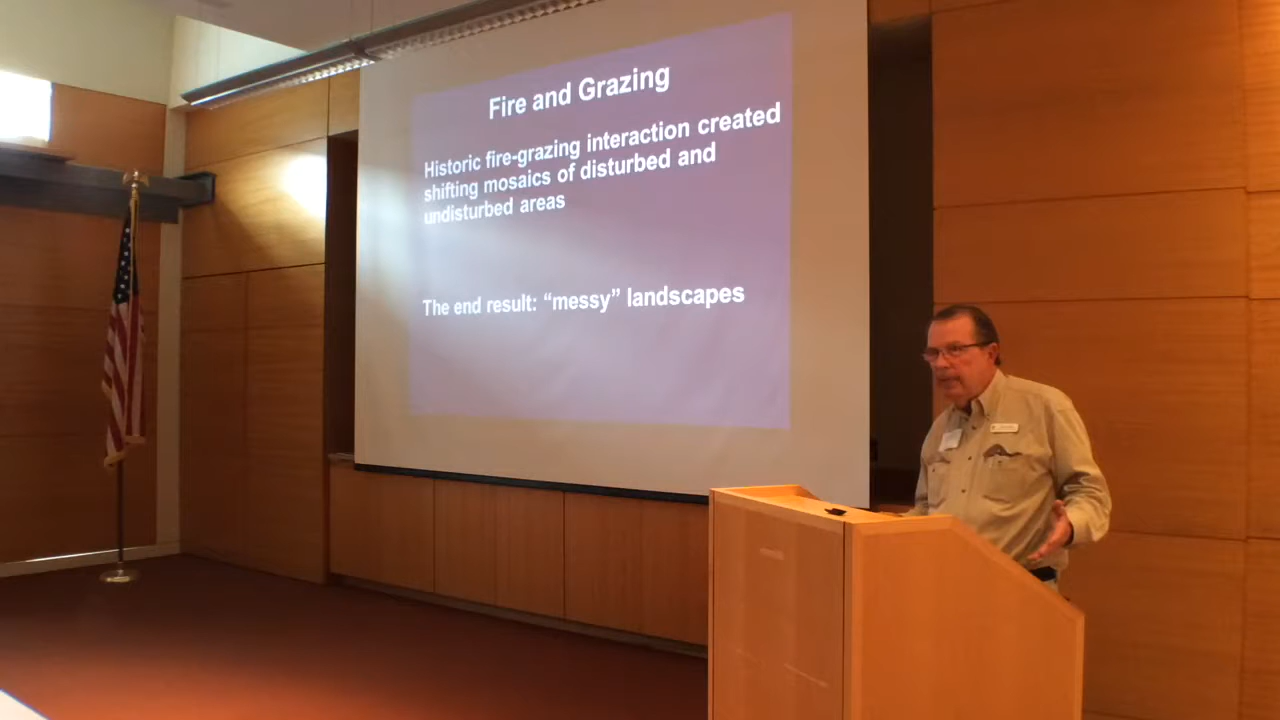 Fire and Grazing
Historic fire-grazing interaction created
shifting mosaics of disturbed and
undisturbed areas
The end result: “messy” landscapes